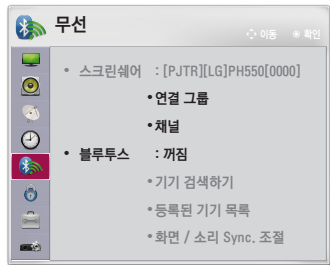 무선
이동 확인
• 스크린쉐어 : [PJTR][LG]PH550[0000]
• 연결 그룹
• 채널
• 블루투스 : 꺼짐
• 기기 검색하기
• 등록된 기기 목록
• 화면 / 소리 Sync. 조절